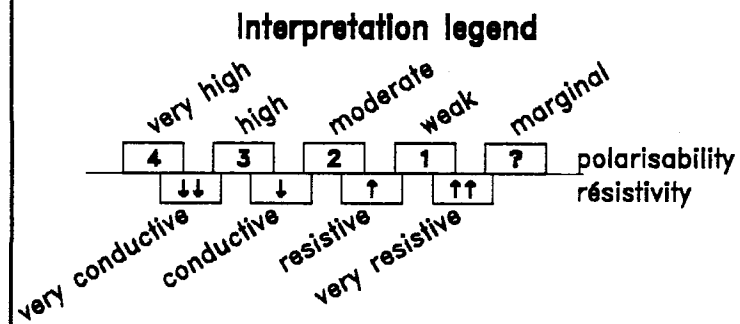 Interpretation legend
very high
high
moderate
weak
marginal
4 3 2 1 ? polarisability
↓↓ ↓ ↑ ↑↑ résistivity
very conductive
conductive
resistive
very resistive